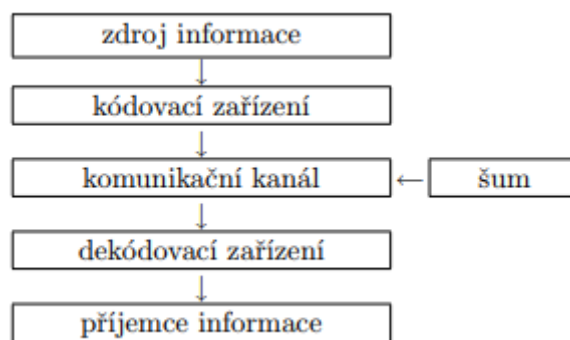 zdroj informace
kódovací zařízení
komunikační kanál
šum
dekódovací zařízení
příjemce informace